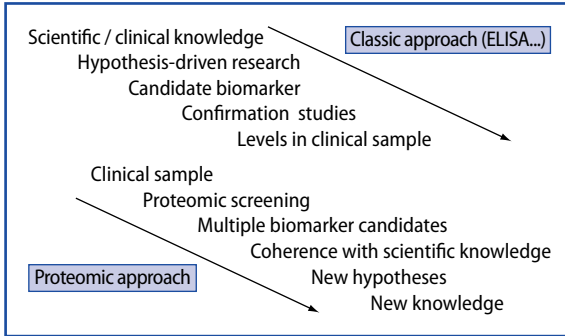 Scientific / clinical knowledge
Classic approach (ELISA...)
Hypothesis-driven research
Candidate biomarker
Confirmation studies
Levels in clinical sample
Clinical sample
Proteomic screening
Multiple biomarker candidates
Coherence with scientific knowledge
Proteomic approach
New hypotheses
New knowledge